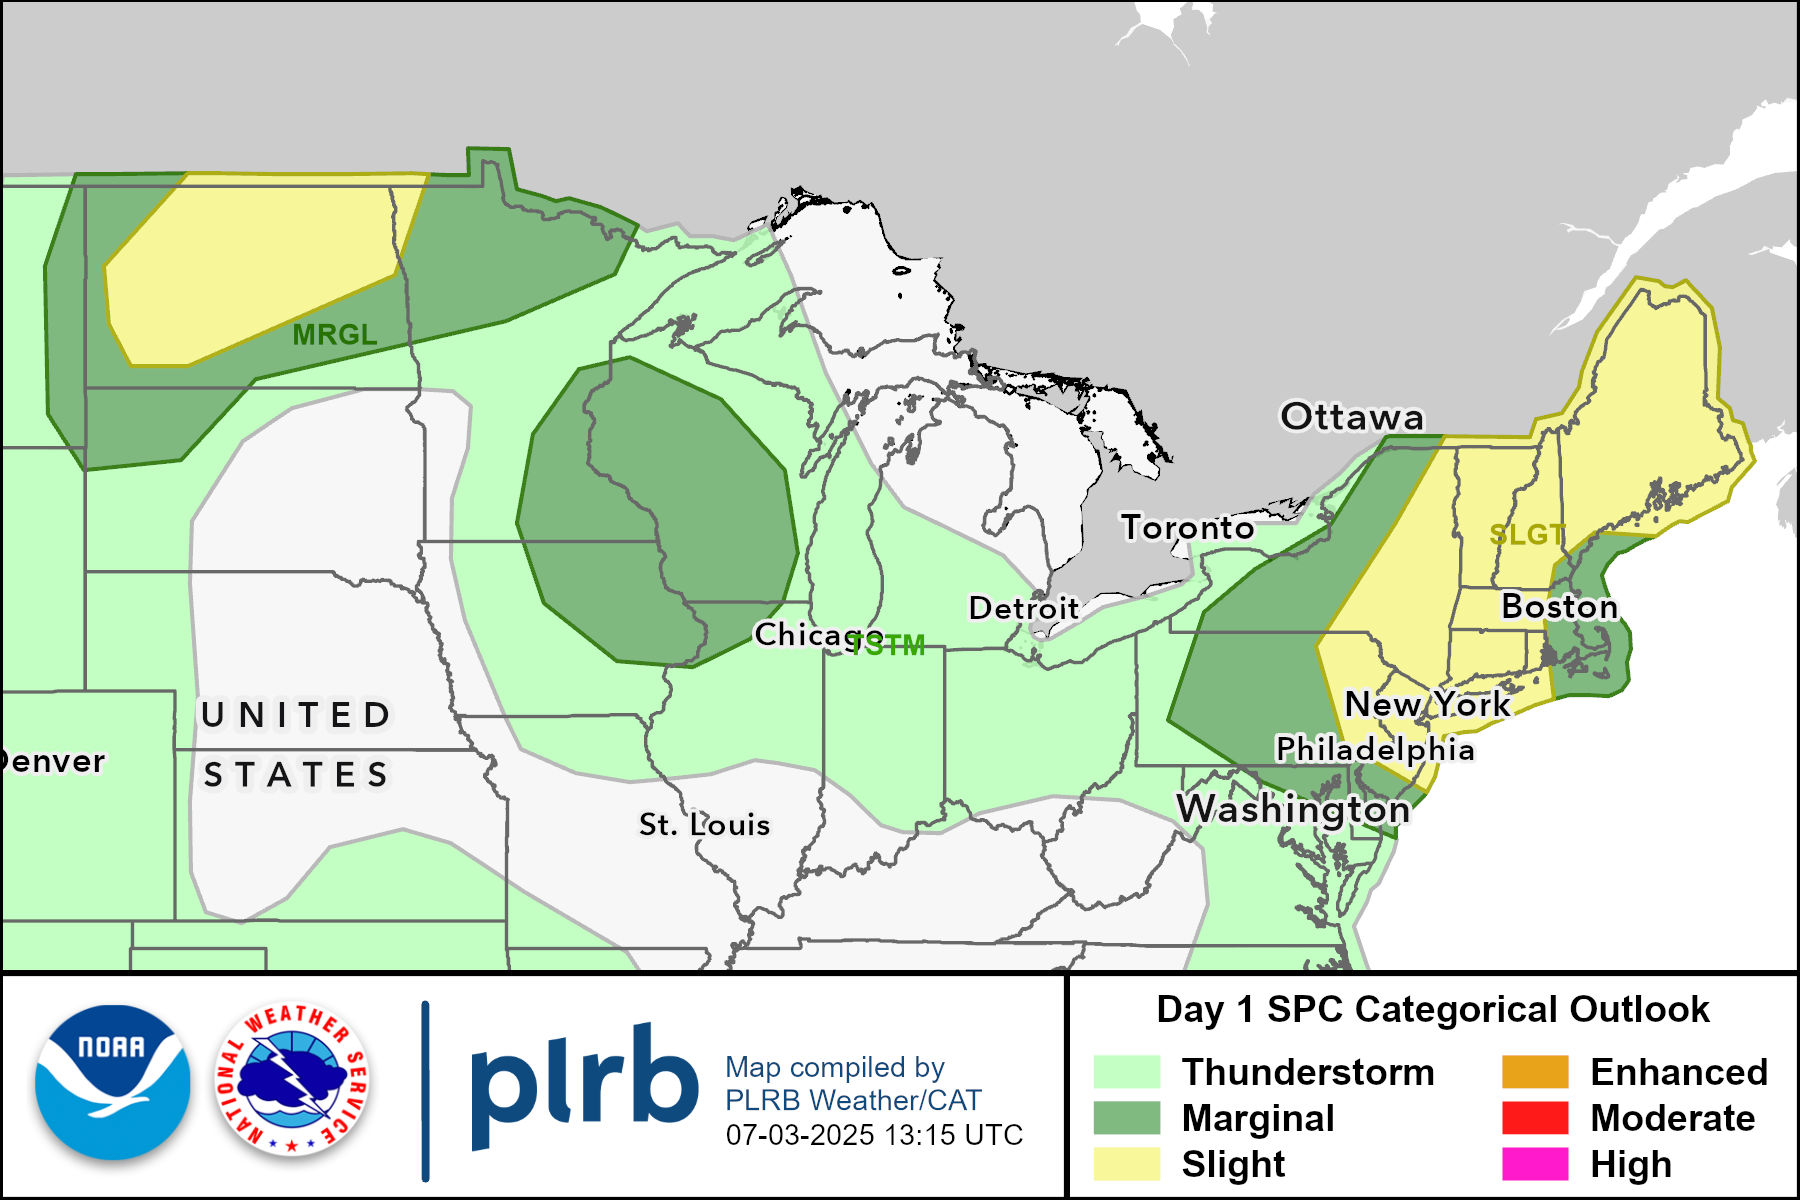 MRGL
Ottawa
Toronto
SLGT
Detroit
Boston
Chicago
TSTM
New York
UNITED
STATES
Philadelphia
Denver
Washington
St. Louis
NOAA
NATIONAL WEATHER SERVICE
plrb
Map compiled by
PLRB Weather/CAT
07-03-2025 13:15 UTC
Day 1 SPC Categorical Outlook
Thunderstorm
Enhanced
Marginal
Moderate
Slight
High